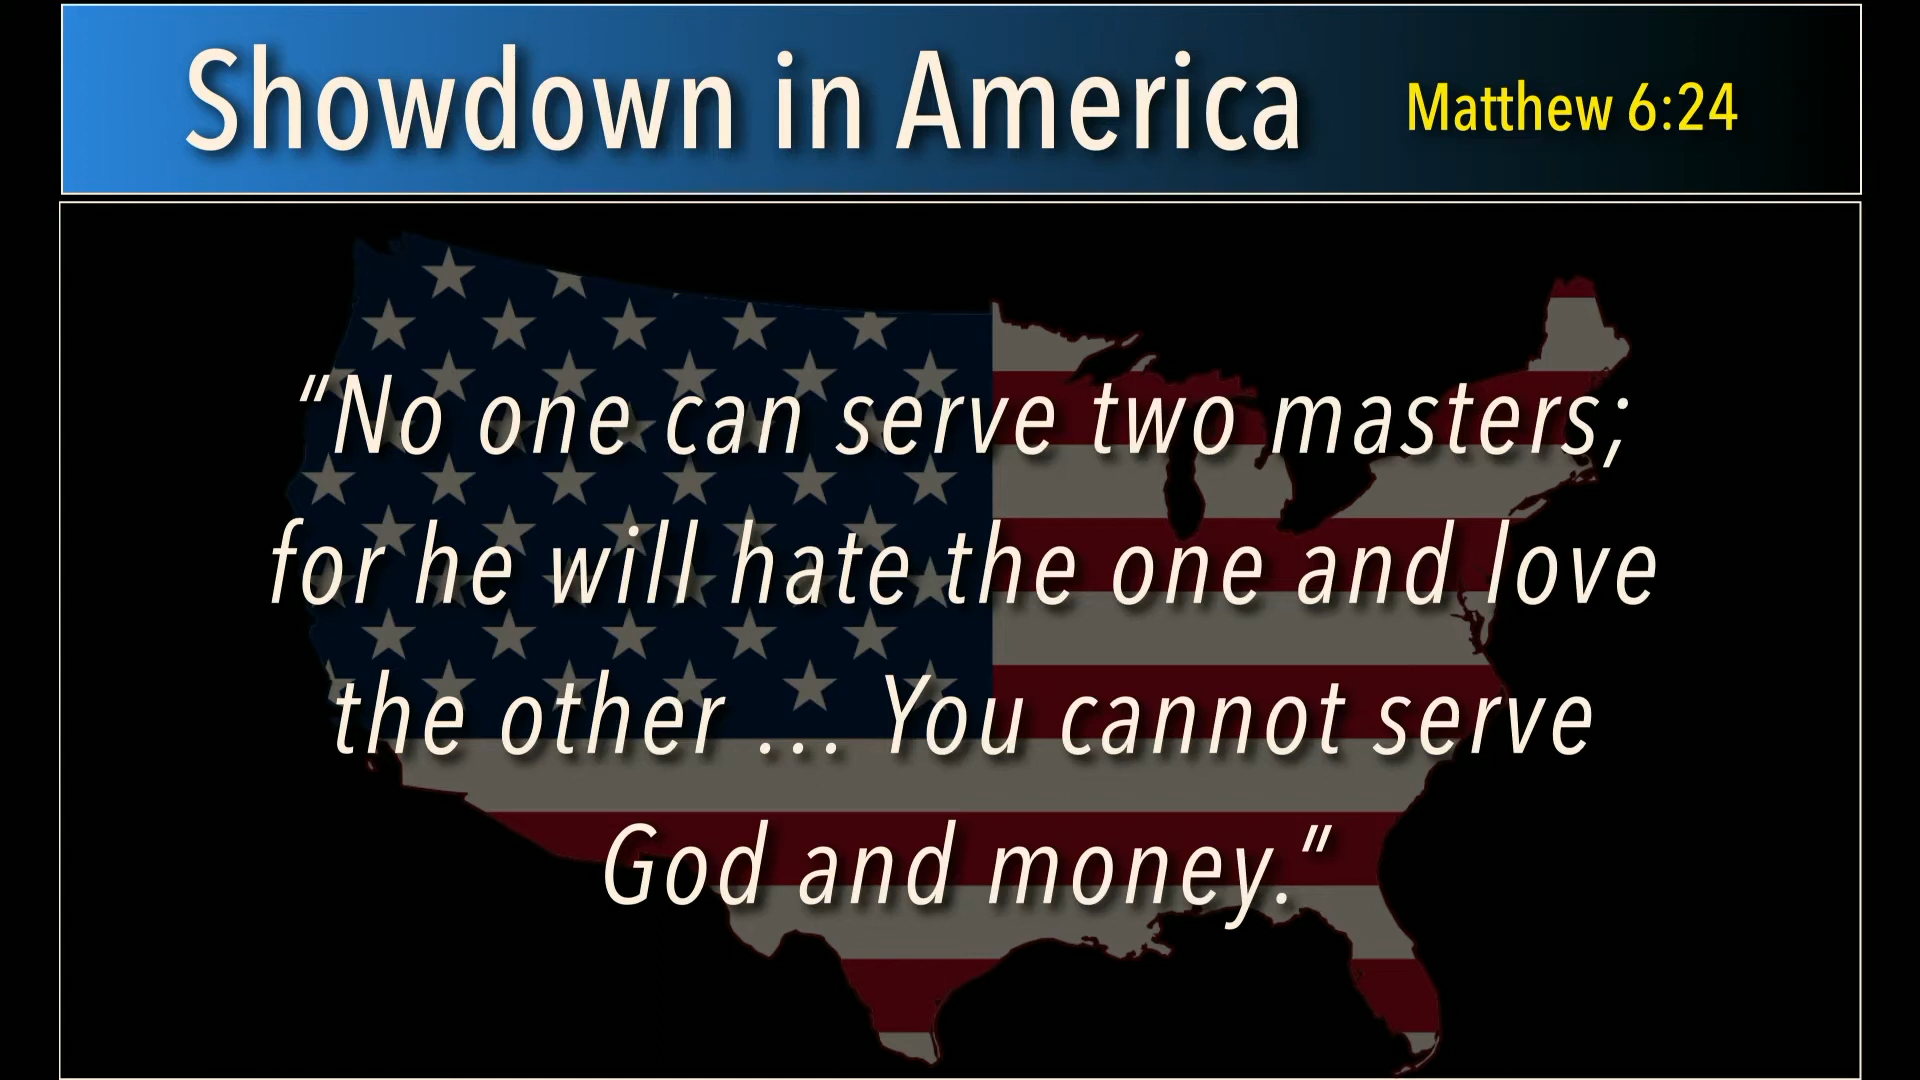 Showdown in America
Matthew 6:24
“No one can serve two masters;
for he will hate the one and love
the other ... You cannot serve
God and money.“